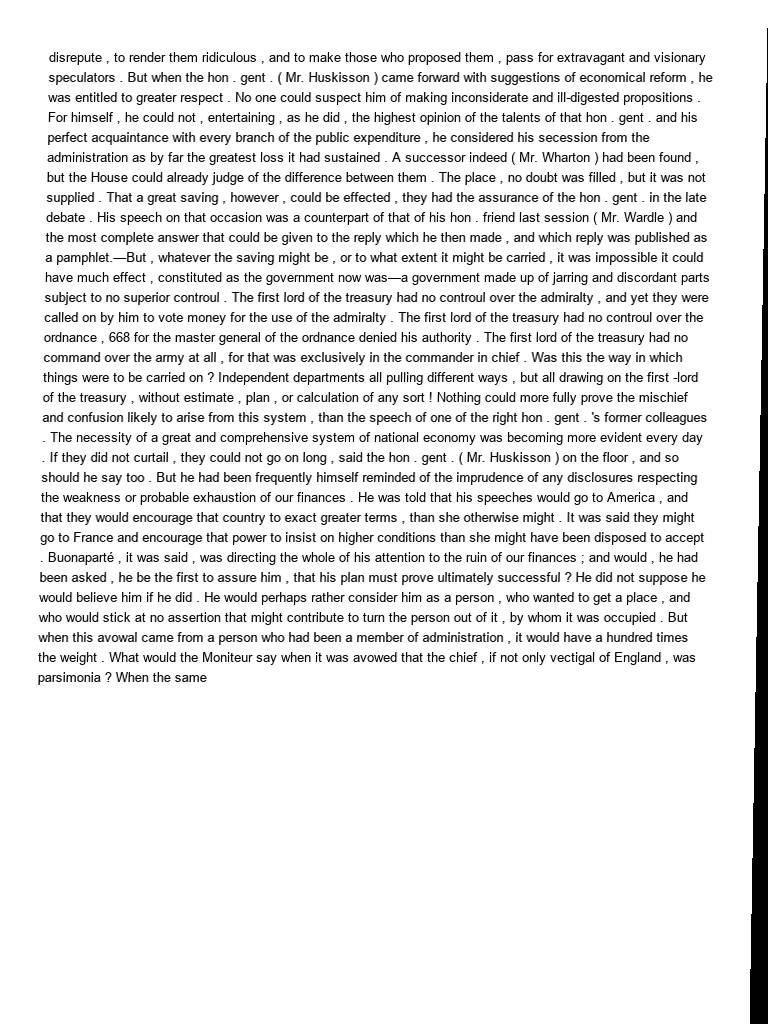 disrepute , to render them ridiculous , and to make those who proposed them , pass for extravagant and visionary
speculators . But when the hon . gent . ( Mr. Huskisson ) came forward with suggestions of economical reform , he
was entitled to greater respect . No one could suspect him of making inconsiderate and ill-digested propositions .
For himself , he could not , entertaining , as he did , the highest opinion of the talents of that hon . gent . and his
perfect acquaintance with every branch of the public expenditure , he considered his secession from the
administration as by far the greatest loss it had sustained . A successor indeed ( Mr. Wharton ) had been found ,
but the House could already judge of the difference between them . The place , no doubt was filled , but it was not
supplied . That a great saving , however , could be effected , they had the assurance of the hon . gent . in the late
debate . His speech on that occasion was a counterpart of that of his hon . friend last session ( Mr. Wardle ) and
the most complete answer that could be given to the reply which he then made , and which reply was published as
a pamphlet.—But , whatever the saving might be , or to what extent it might be carried , it was impossible it could
have much effect , constituted as the government now was—a government made up of jarring and discordant parts
subject to no superior controul . The first lord of the treasury had no controul over the admiralty , and yet they were
called on by him to vote money for the use of the admiralty . The first lord of the treasury had no controul over the
ordnance , 668 for the master general of the ordnance denied his authority . The first lord of the treasury had no
command over the army at all , for that was exclusively in the commander in chief . Was this the way in which
things were to be carried on ? Independent departments all pulling different ways , but all drawing on the first -lord
of the treasury , without estimate , plan , or calculation of any sort ! Nothing could more fully prove the mischief
and confusion likely to arise from this system , than the speech of one of the right hon . gent . 's former colleagues
. The necessity of a great and comprehensive system of national economy was becoming more evident every day
. If they did not curtail , they could not go on long , said the hon . gent . ( Mr. Huskisson ) on the floor , and so
should he say too . But he had been frequently himself reminded of the imprudence of any disclosures respecting
the weakness or probable exhaustion of our finances . He was told that his speeches would go to America , and
that they would encourage that country to exact greater terms , than she otherwise might . It was said they might
go to France and encourage that power to insist on higher conditions than she might have been disposed to accept
. Buonaparté , it was said , was directing the whole of his attention to the ruin of our finances ; and would , he had
been asked , he be the first to assure him , that his plan must prove ultimately successful ? He did not suppose he
would believe him if he did . He would perhaps rather consider him as a person , who wanted to get a place , and
who would stick at no assertion that might contribute to turn the person out of it , by whom it was occupied . But
when this avowal came from a person who had been a member of administration , it would have a hundred times
the weight . What would the Moniteur say when it was avowed that the chief , if not only vectigal of England , was
parsimonia ? When the same